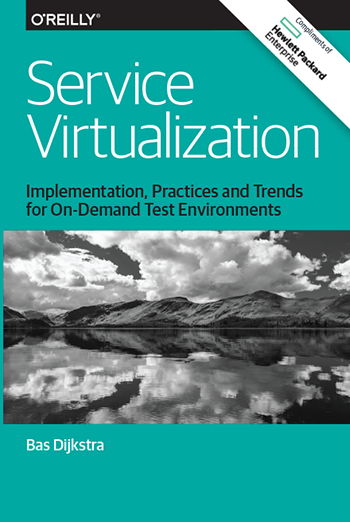 O'REILLY®
Compliments of
Hewlett Packard
Enterprise
Service
Virtualization
Implementation, Practices and Trends
for On-Demand Test Environments
Bas Dijkstra